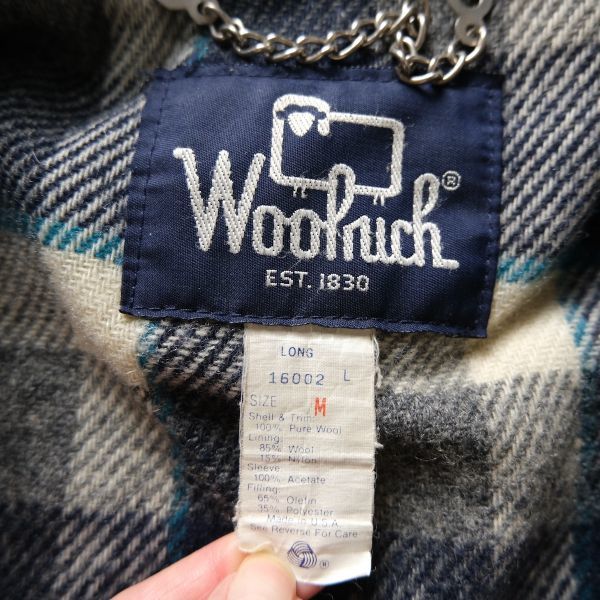 Woolrich®
EST. 1830
LONG
16002 L
SIZE M
Shell & Trim:
100% Pure Wool
Lining:
85% Wool
15% Nylon
Sleeve
100% Acetate
Filling:
65% Olefin
35% Polyester
Made in U.S.A.
See Reverse For Care